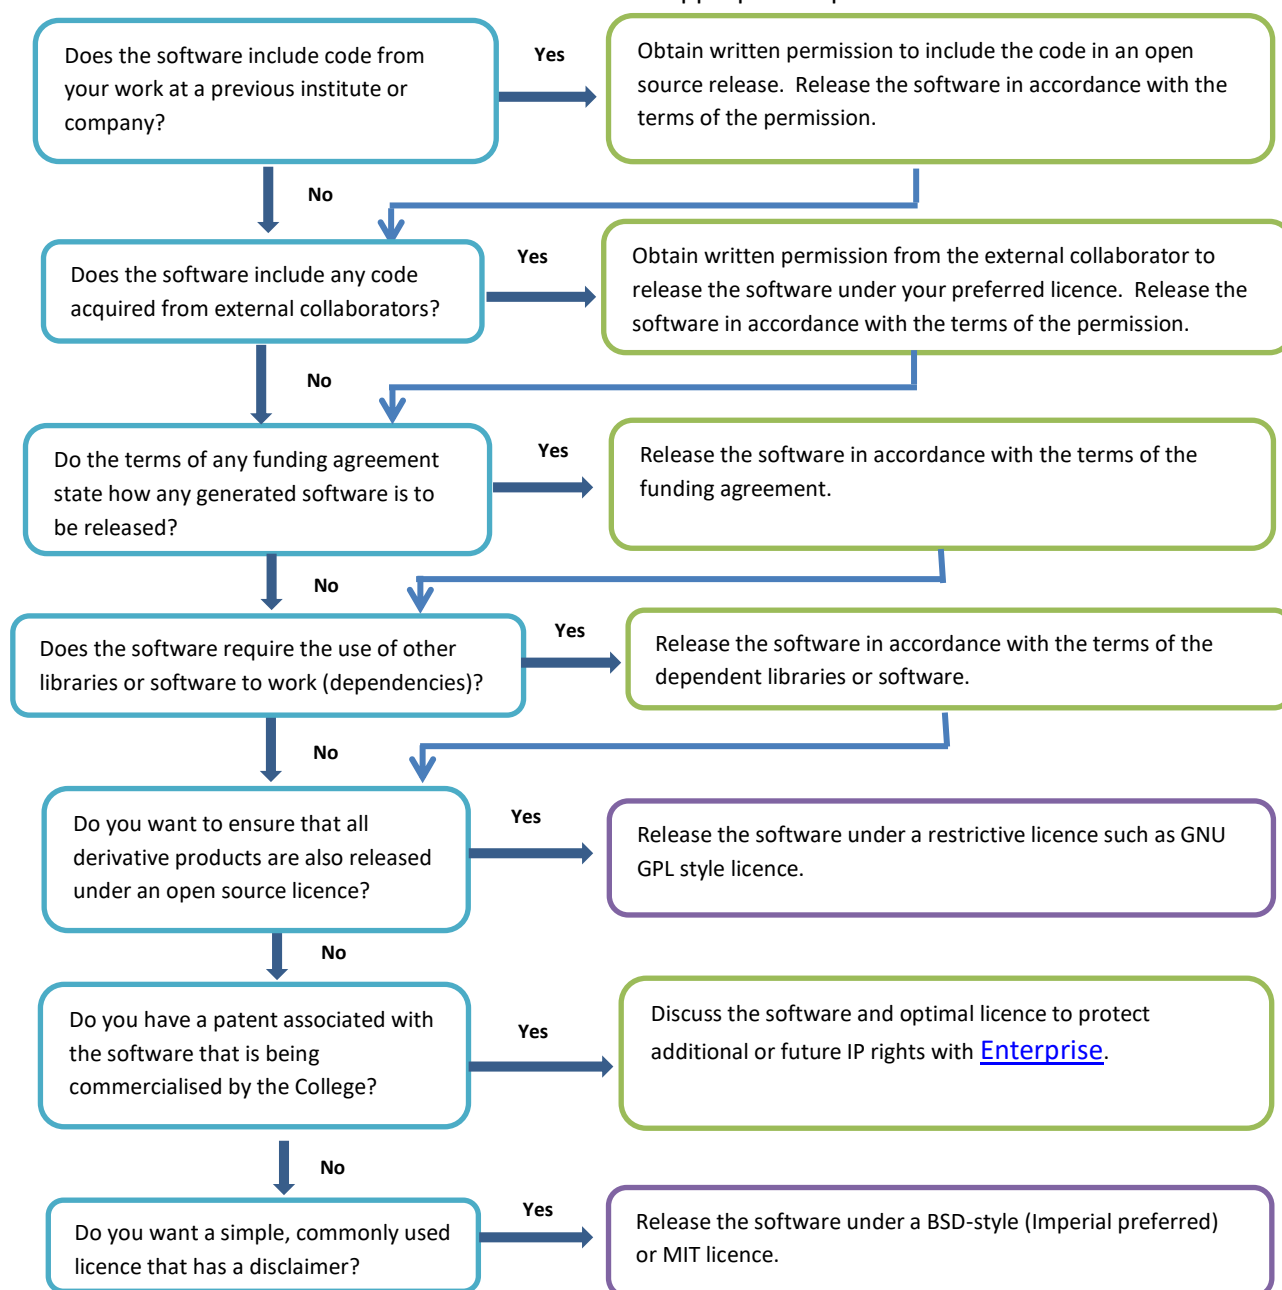 Does the software include code from
your work at a previous institute or
company?
Yes
Obtain written permission to include the code in an open
source release.  Release the software in accordance with the
terms of the permission.
No
Does the software include any code
acquired from external collaborators?
Yes
Obtain written permission from the external collaborator to
release the software under your preferred licence.  Release the
software in accordance with the terms of the permission.
No
Do the terms of any funding agreement
state how any generated software is to
be released?
Yes
Release the software in accordance with the terms of the
funding agreement.
No
Does the software require the use of other
libraries or software to work (dependencies)?
Yes
Release the software in accordance with the terms of the
dependent libraries or software.
No
Do you want to ensure that all
derivative products are also released
under an open source licence?
Yes
Release the software under a restrictive licence such as GNU
GPL style licence.
No
Do you have a patent associated with
the software that is being
commercialised by the College?
Yes
Discuss the software and optimal licence to protect
additional or future IP rights with Enterprise.
No
Do you want a simple, commonly used
licence that has a disclaimer?
Yes
Release the software under a BSD-style (Imperial preferred)
or MIT licence.